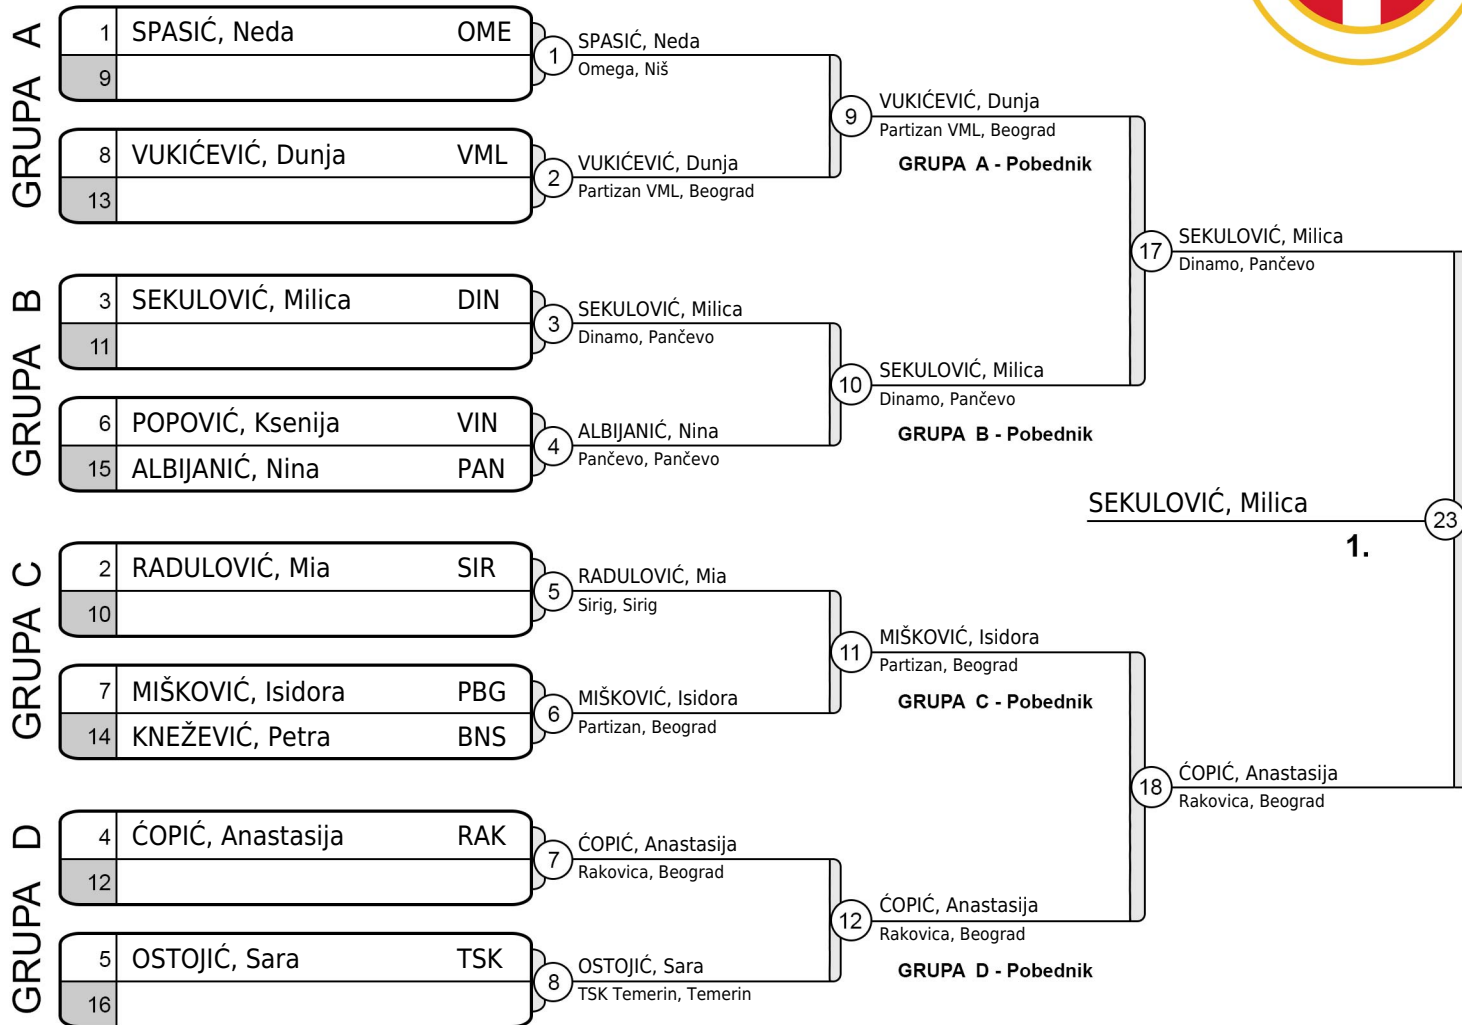 GRUPA A
1 SPASIĆ, Neda OME
9
1
SPASIĆ, Neda
Omega, Niš
8 VUKIĆEVIĆ, Dunja VML
13
2
VUKIĆEVIĆ, Dunja
Partizan VML, Beograd
9
VUKIĆEVIĆ, Dunja
Partizan VML, Beograd
GRUPA A - Pobednik
GRUPA B
3 SEKULOVIĆ, Milica DIN
11
3
SEKULOVIĆ, Milica
Dinamo, Pančevo
6 POPOVIĆ, Ksenija VIN
15 ALBIJANIĆ, Nina PAN
4
ALBIJANIĆ, Nina
Pančevo, Pančevo
10
SEKULOVIĆ, Milica
Dinamo, Pančevo
GRUPA B - Pobednik
17
SEKULOVIĆ, Milica
Dinamo, Pančevo
SEKULOVIĆ, Milica
23
1.
GRUPA C
2 RADULOVIĆ, Mia SIR
10
5
RADULOVIĆ, Mia
Sirig, Sirig
7 MIŠKOVIĆ, Isidora PBG
14 KNEŽEVIĆ, Petra BNS
6
MIŠKOVIĆ, Isidora
Partizan, Beograd
11
MIŠKOVIĆ, Isidora
Partizan, Beograd
GRUPA C - Pobednik
GRUPA D
4 ĆOPIĆ, Anastasija RAK
12
7
ĆOPIĆ, Anastasija
Rakovica, Beograd
5 OSTOJIĆ, Sara TSK
16
8
OSTOJIĆ, Sara
TSK Temerin, Temerin
12
ĆOPIĆ, Anastasija
Rakovica, Beograd
GRUPA D - Pobednik
18
ĆOPIĆ, Anastasija
Rakovica, Beograd